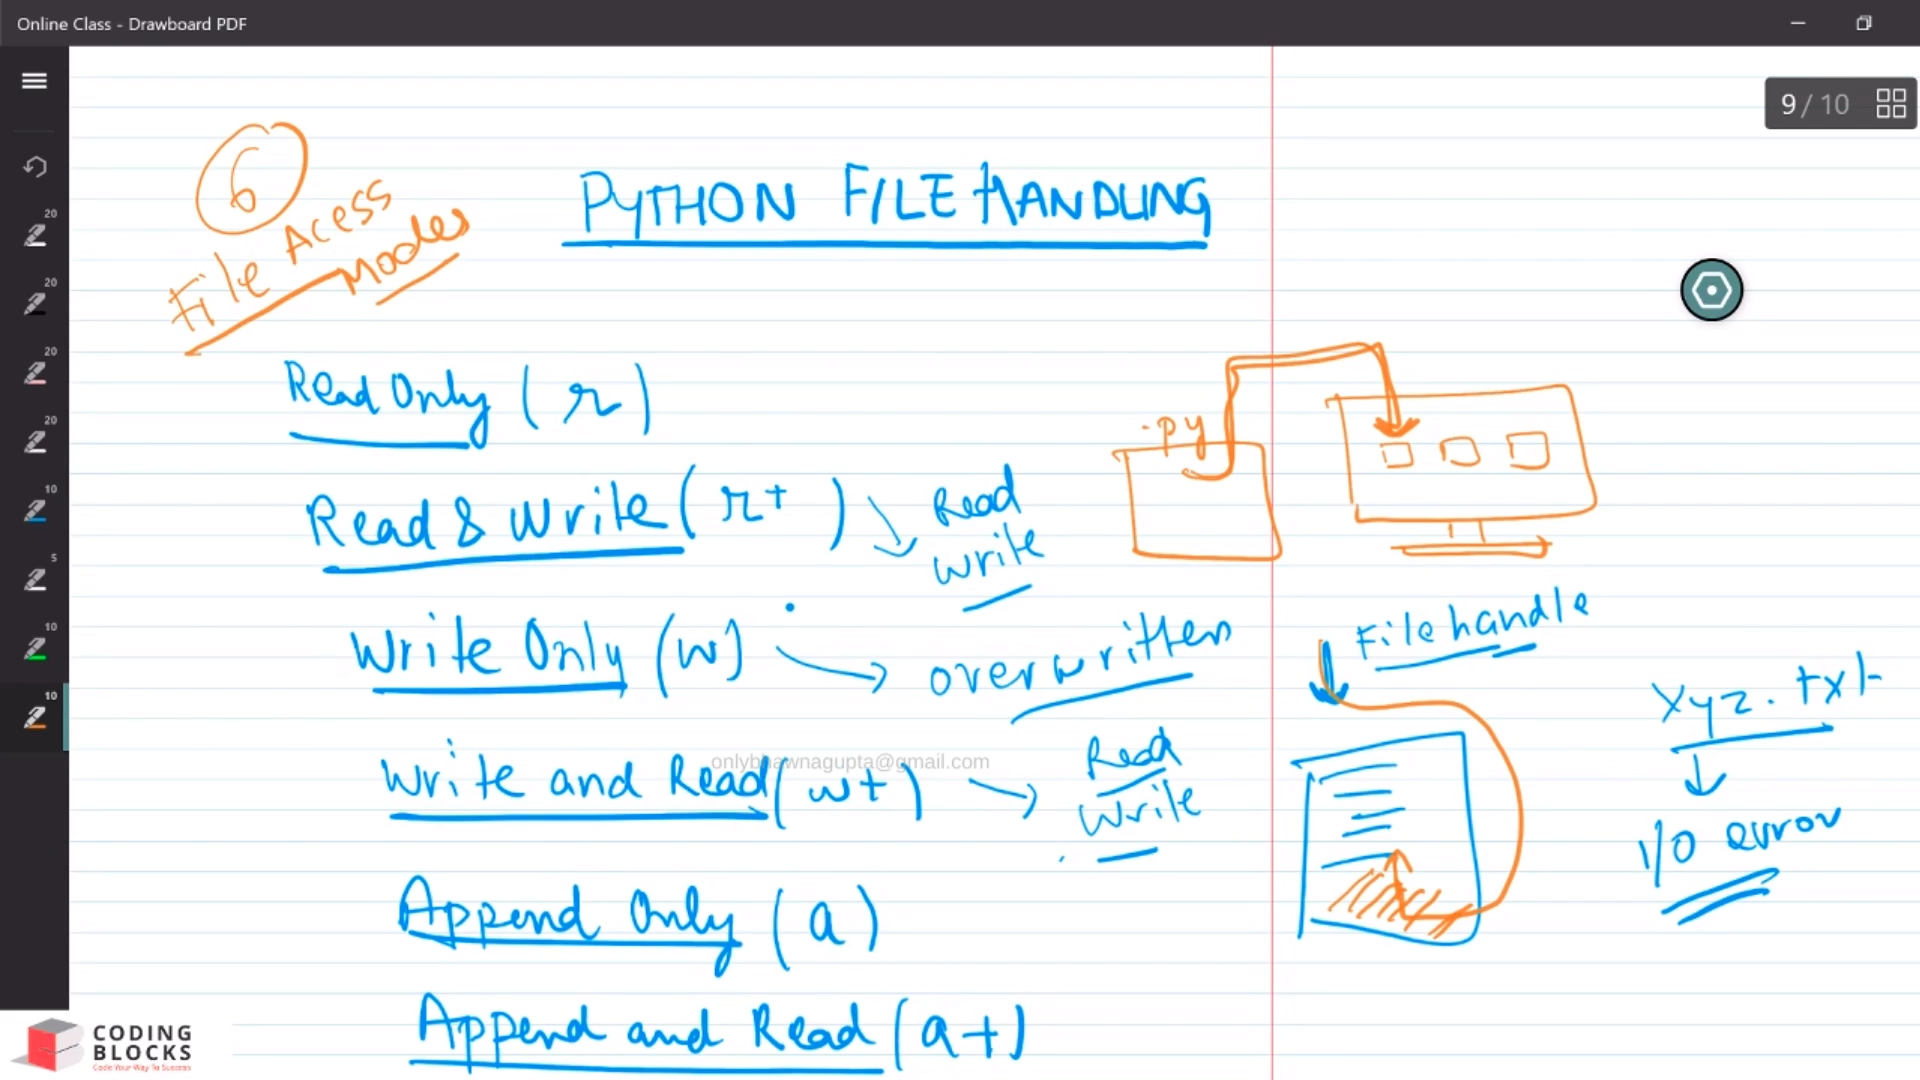 Online Class - Drawboard PDF
9 / 10
6
File Acess
Modes
PYTHON FILE HANDLING
20
20
20
20
10
5
10
10
Read Only (r)
.py
Read & Write (r+)
Read
Write
Write Only (w)
overwritten
File handle
xyz.txt
I/O error
Write and Read (w+)
Read
Write
onlybhawnagupta@gmail.com
Append Only (a)
Append and Read (a+)
CODING
BLOCKS
Code Your Way To Success